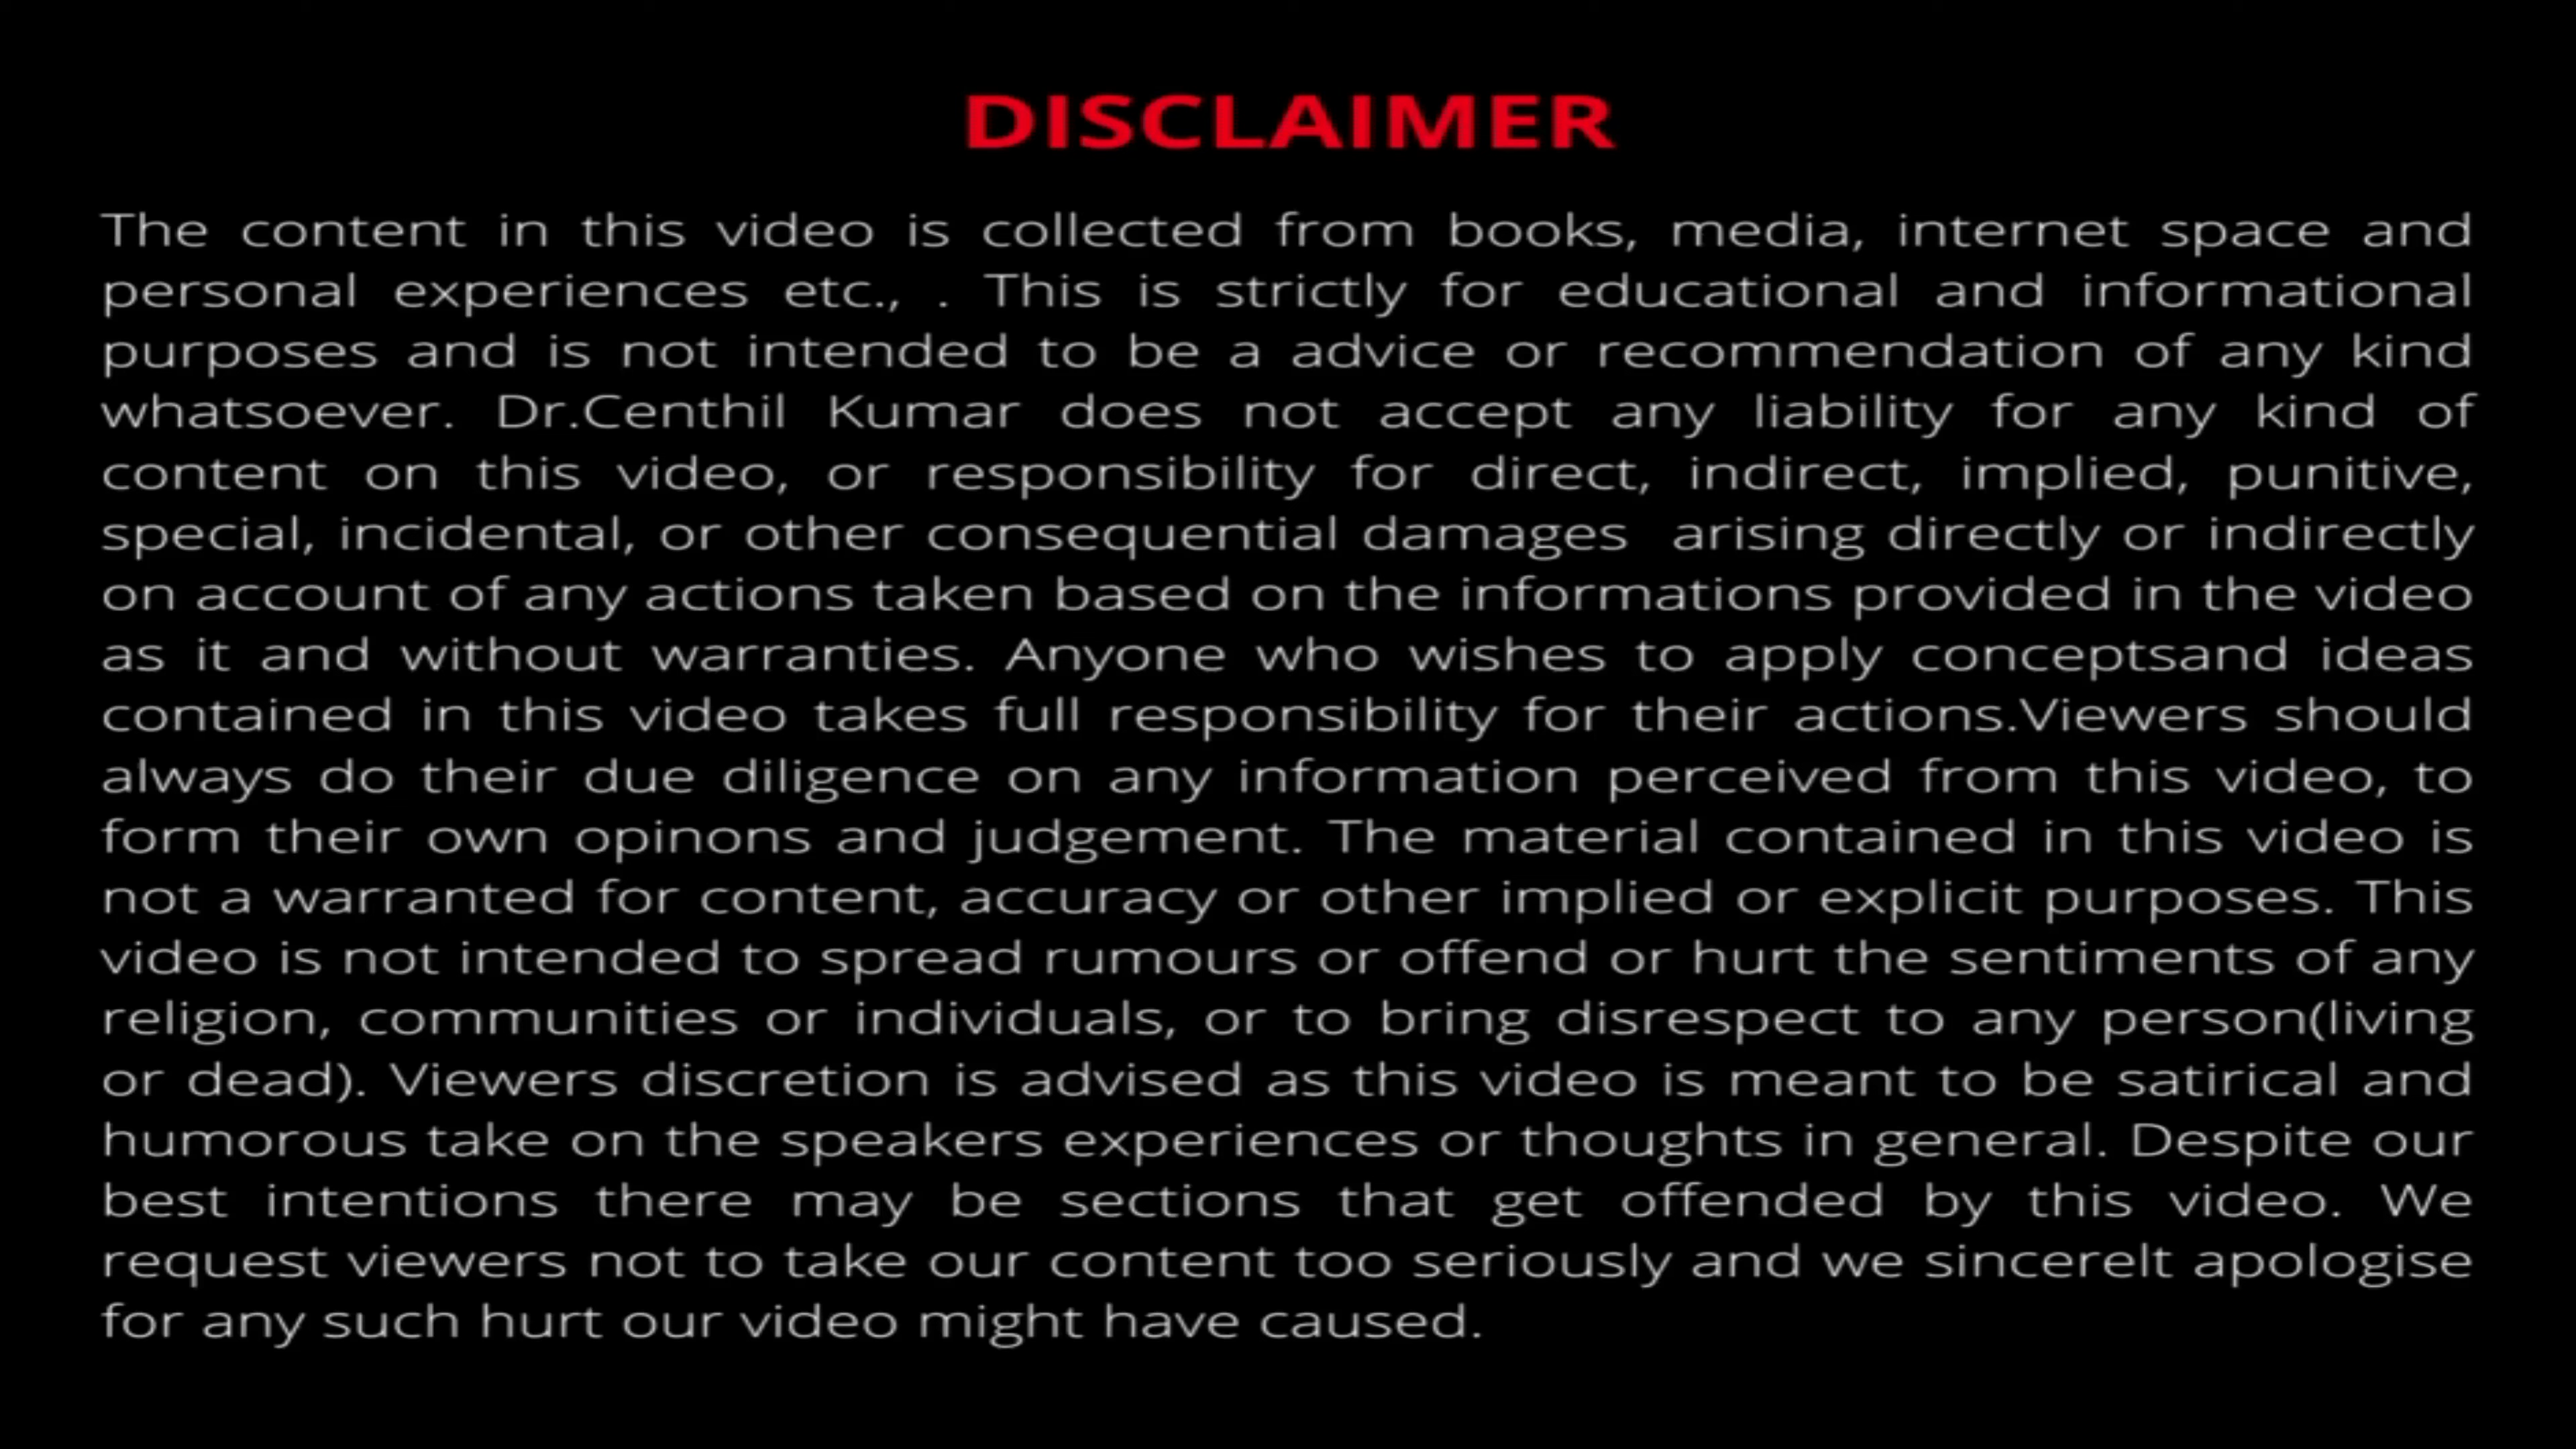 DISCLAIMER
The content in this video is collected from books, media, internet space and
personal experiences etc., . This is strictly for educational and informational
purposes and is not intended to be a advice or recommendation of any kind
whatsoever. Dr.Centhil Kumar does not accept any liability for any kind of
content on this video, or responsibility for direct, indirect, implied, punitive,
special, incidental, or other consequential damages arising directly or indirectly
on account of any actions taken based on the informations provided in the video
as it and without warranties. Anyone who wishes to apply conceptsand ideas
contained in this video takes full responsibility for their actions.Viewers should
always do their due diligence on any information perceived from this video, to
form their own opinons and judgement. The material contained in this video is
not a warranted for content, accuracy or other implied or explicit purposes. This
video is not intended to spread rumours or offend or hurt the sentiments of any
religion, communities or individuals, or to bring disrespect to any person(living
or dead). Viewers discretion is advised as this video is meant to be satirical and
humorous take on the speakers experiences or thoughts in general. Despite our
best intentions there may be sections that get offended by this video. We
request viewers not to take our content too seriously and we sincerelt apologise
for any such hurt our video might have caused.